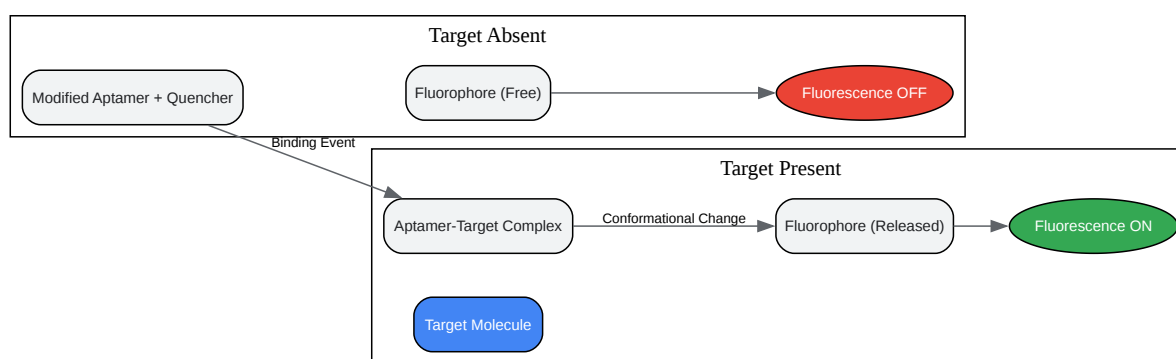 Target Absent
Modified Aptamer + Quencher
Fluorophore (Free)
Fluorescence OFF
Binding Event
Target Present
Aptamer-Target Complex
Conformational Change
Fluorophore (Released)
Fluorescence ON
Target Molecule